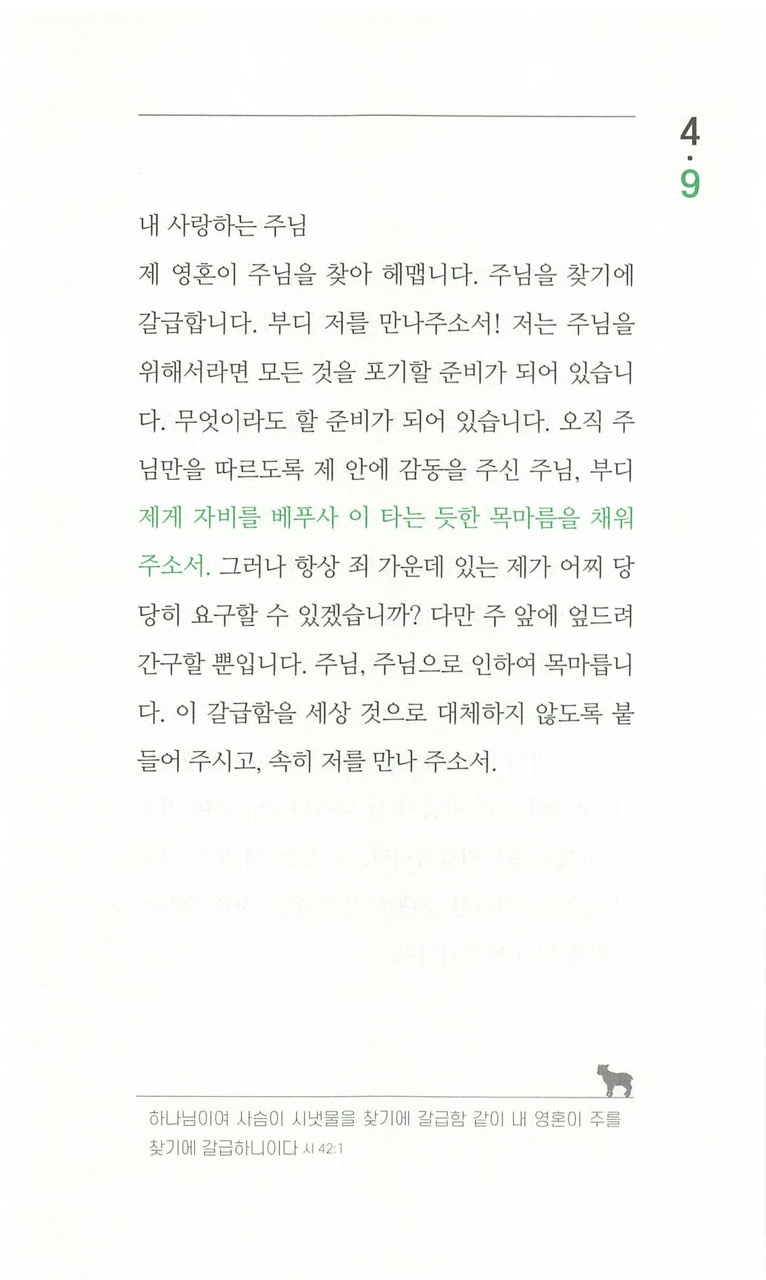 4
·
9
내 사랑하는 주님
제 영혼이 주님을 찾아 헤맵니다. 주님을 찾기에
갈급합니다. 부디 저를 만나주소서! 저는 주님을
위해서라면 모든 것을 포기할 준비가 되어 있습니
다. 무엇이라도 할 준비가 되어 있습니다. 오직 주
님만을 따르도록 제 안에 감동을 주신 주님, 부디
제게 자비를 베푸사 이 타는 듯한 목마름을 채워
주소서. 그러나 항상 죄 가운데 있는 제가 어찌 당
당히 요구할 수 있겠습니까? 다만 주 앞에 엎드려
간구할 뿐입니다. 주님, 주님으로 인하여 목마릅니
다. 이 갈급함을 세상 것으로 대체하지 않도록 붙
들어 주시고, 속히 저를 만나 주소서.
하나님이여 사슴이 시냇물을 찾기에 갈급함 같이 내 영혼이 주를
찾기에 갈급하니이다 시 42:1